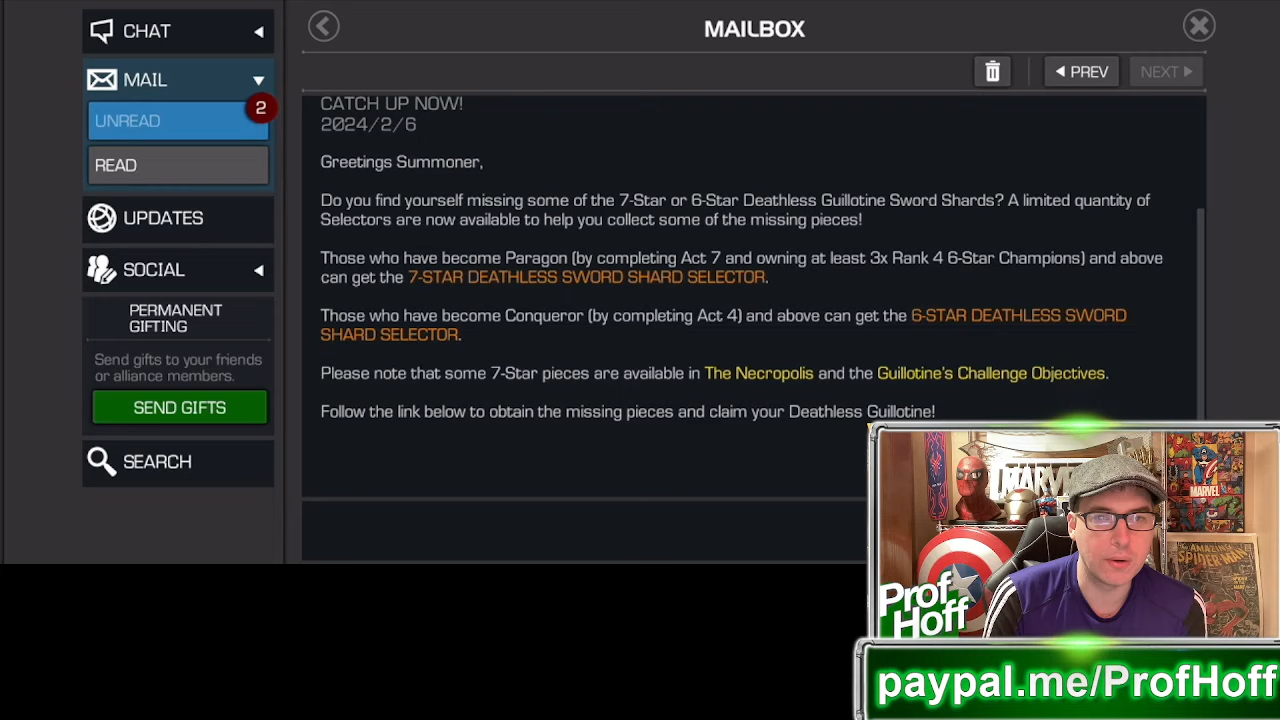 CHAT
MAIL
2
UNREAD
READ
UPDATES
SOCIAL
PERMANENT
GIFTING
Send gifts to your friends
or alliance members.
SEND GIFTS
SEARCH
MAILBOX
PREV
NEXT
CATCH UP NOW!
2024/2/6
Greetings Summoner,
Do you find yourself missing some of the 7-Star or 6-Star Deathless Guillotine Sword Shards? A limited quantity of
Selectors are now available to help you collect some of the missing pieces!
Those who have become Paragon (by completing Act 7 and owning at least 3x Rank 4 6-Star Champions) and above
can get the 7-STAR DEATHLESS SWORD SHARD SELECTOR.
Those who have become Conqueror (by completing Act 4) and above can get the 6-STAR DEATHLESS SWORD
SHARD SELECTOR.
Please note that some 7-Star pieces are available in The Necropolis and the Guillotine's Challenge Objectives.
Follow the link below to obtain the missing pieces and claim your Deathless Guillotine!
MARVEL
MARVEL
THE AMAZING
SPIDER-MAN
Prof
Hoff
paypal.me/ProfHoff